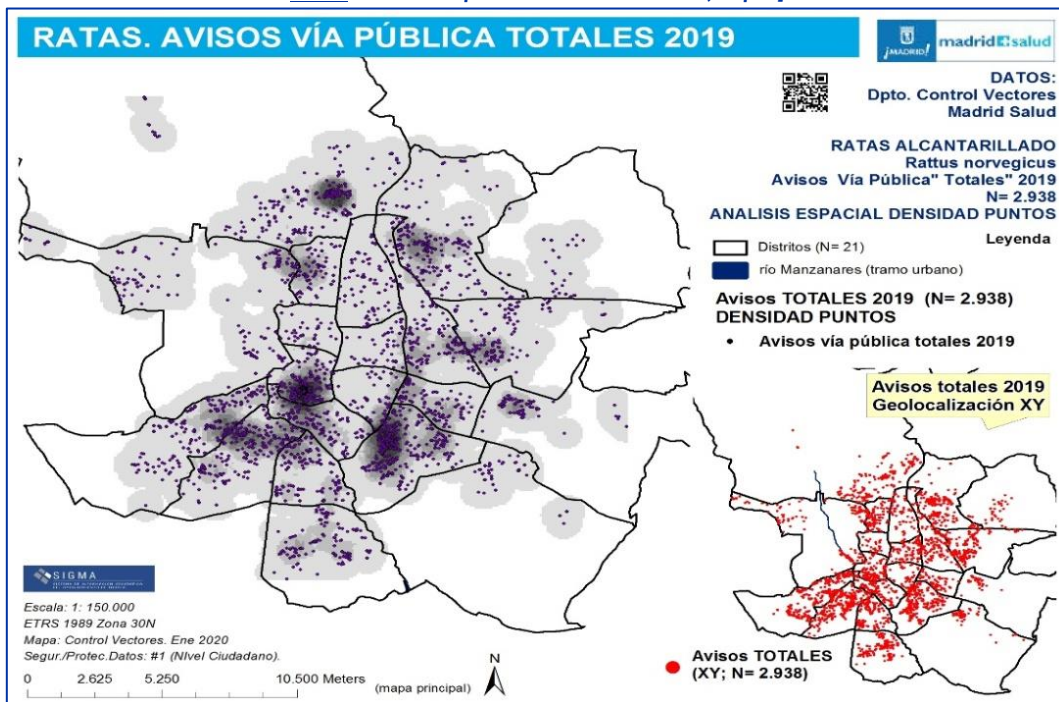 RATAS. AVISOS VÍA PÚBLICA TOTALES 2019
¡MADRID!
madrid salud
DATOS:
Dpto. Control Vectores
Madrid Salud
RATAS ALCANTARILLADO
Rattus norvegicus
Avisos Vía Pública" Totales" 2019
N= 2.938
ANALISIS ESPACIAL DENSIDAD PUNTOS
Leyenda
Distritos (N= 21)
río Manzanares (tramo urbano)
Avisos TOTALES 2019 (N= 2.938)
DENSIDAD PUNTOS
Avisos vía pública totales 2019
Avisos totales 2019
Geolocalización XY
SIGMA
Escala: 1: 150.000
ETRS 1989 Zona 30N
Mapa: Control Vectores. Ene 2020
Segur./Protec.Datos: #1 (NIvel Ciudadano).
0 2.625 5.250 10.500 Meters
(mapa principal)
N
Avisos TOTALES
(XY; N= 2.938)